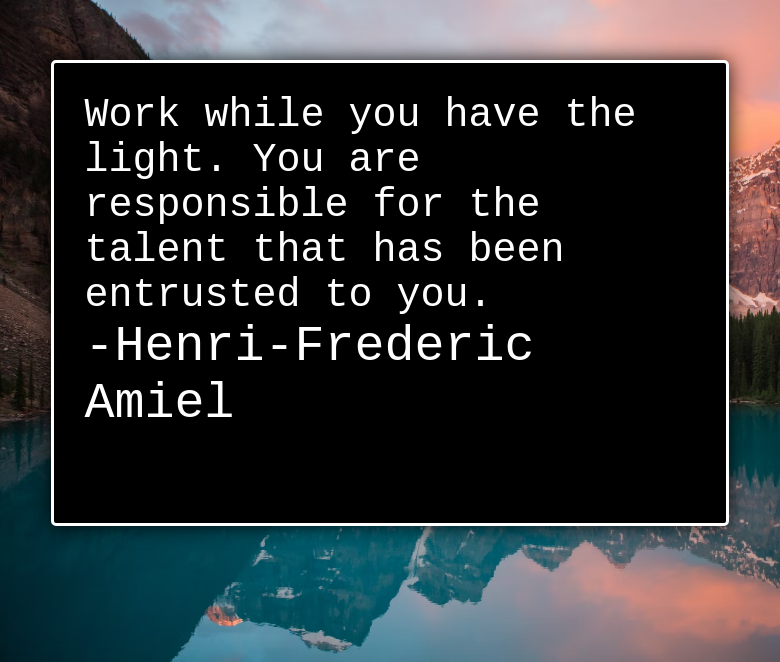 Work while you have the
light. You are
responsible for the
talent that has been
entrusted to you.
-Henri-Frederic
Amiel